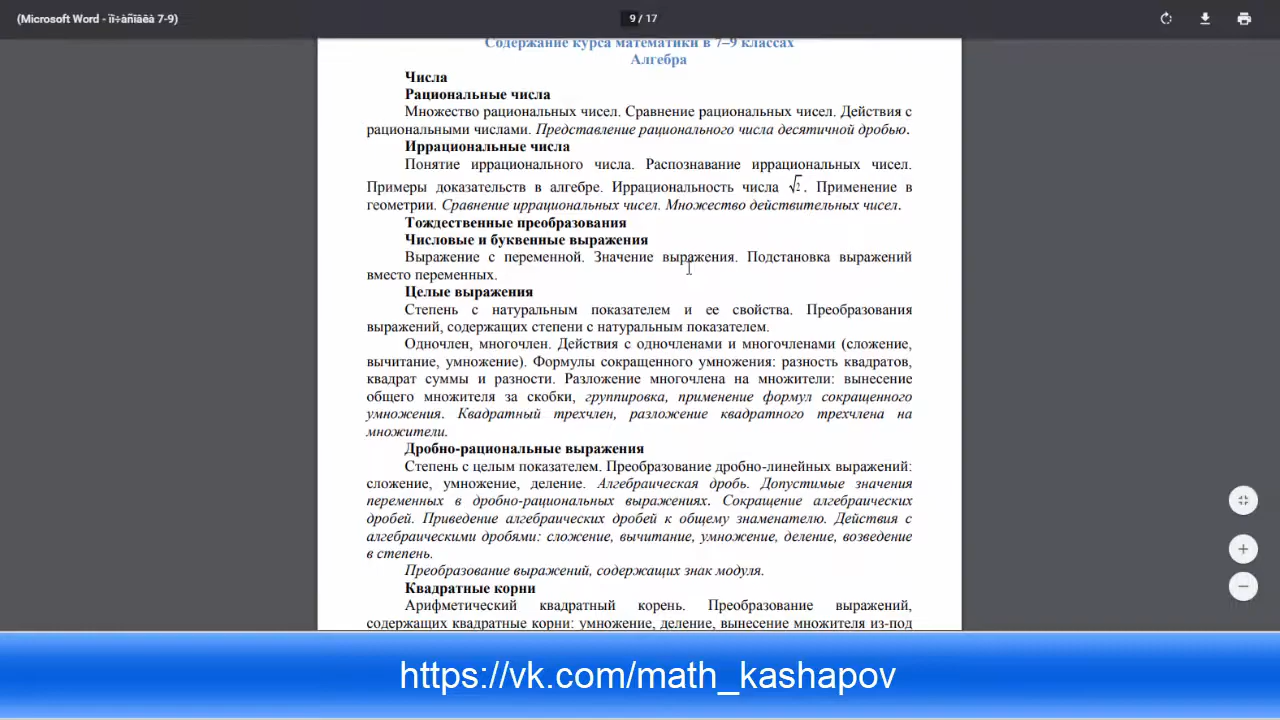 (Microsoft Word - ïî÷àñîâêà 7-9)
9 / 17
Содержание курса математики в 7–9 классах
Алгебра
Числа
Рациональные числа
Множество рациональных чисел. Сравнение рациональных чисел. Действия с
рациональными числами. Представление рационального числа десятичной дробью.
Иррациональные числа
Понятие иррационального числа. Распознавание иррациональных чисел.
Примеры доказательств в алгебре. Иррациональность числа √2. Применение в
геометрии. Сравнение иррациональных чисел. Множество действительных чисел.
Тождественные преобразования
Числовые и буквенные выражения
Выражение с переменной. Значение выражения. Подстановка выражений
вместо переменных.
Целые выражения
Степень с натуральным показателем и ее свойства. Преобразования
выражений, содержащих степени с натуральным показателем.
Одночлен, многочлен. Действия с одночленами и многочленами (сложение,
вычитание, умножение). Формулы сокращенного умножения: разность квадратов,
квадрат суммы и разности. Разложение многочлена на множители: вынесение
общего множителя за скобки, группировка, применение формул сокращенного
умножения. Квадратный трехчлен, разложение квадратного трехчлена на
множители.
Дробно-рациональные выражения
Степень с целым показателем. Преобразование дробно-линейных выражений:
сложение, умножение, деление. Алгебраическая дробь. Допустимые значения
переменных в дробно-рациональных выражениях. Сокращение алгебраических
дробей. Приведение алгебраических дробей к общему знаменателю. Действия с
алгебраическими дробями: сложение, вычитание, умножение, деление, возведение
в степень.
Преобразование выражений, содержащих знак модуля.
Квадратные корни
Арифметический квадратный корень. Преобразование выражений,
содержащих квадратные корни: умножение, деление, вынесение множителя из-под
https://vk.com/math_kashapov